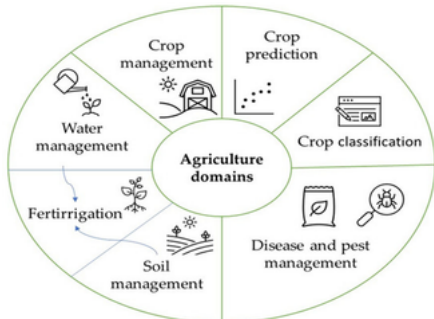 Crop
management
Crop
prediction
Water
management
Agriculture
domains
Crop classification
Fertirrigation
Soil
management
Disease and pest
management